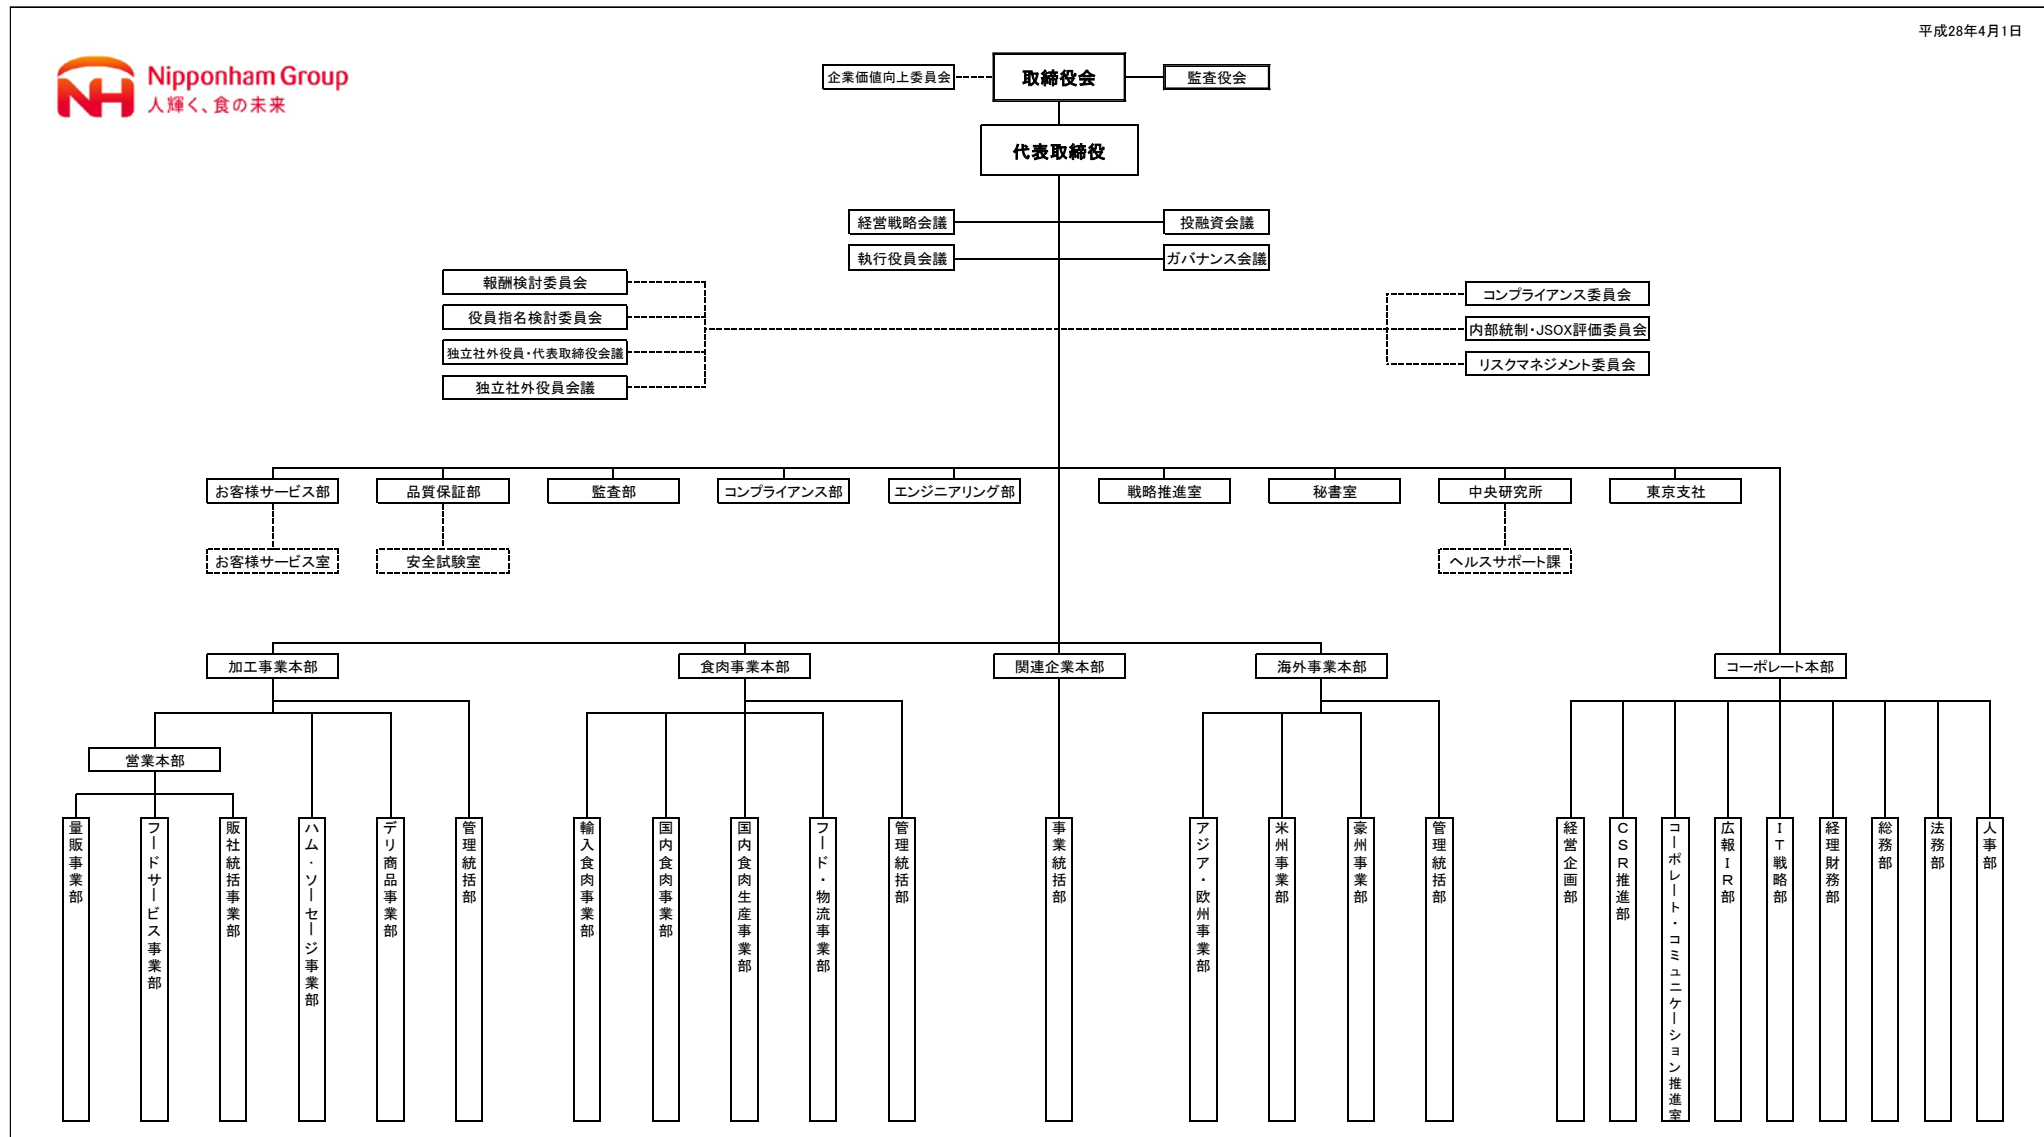 平成28年4月1日
Nipponham Group
人輝く、食の未来
企業価値向上委員会
取締役会
監査役会
代表取締役
経営戦略会議
投融資会議
執行役員会議
ガバナンス会議
報酬検討委員会
役員指名検討委員会
独立社外役員・代表取締役会議
独立社外役員会議
コンプライアンス委員会
内部統制・JSOX評価委員会
リスクマネジメント委員会
お客様サービス部
品質保証部
監査部
コンプライアンス部
エンジニアリング部
戦略推進室
秘書室
中央研究所
東京支社
お客様サービス室
安全試験室
ヘルスサポート課
加工事業本部
食肉事業本部
関連企業本部
海外事業本部
コーポレート本部
営業本部
量販事業部
フードサービス事業部
販社統括事業部
ハム・ソーセージ事業部
デリ商品事業部
管理統括部
輸入食肉事業部
国内食肉事業部
国内食肉生産事業部
フード・物流事業部
管理統括部
事業統括部
アジア・欧州事業部
米州事業部
豪州事業部
管理統括部
経営企画部
CSR推進部
コーポレート・コミュニケーション推進室
広報IR部
IT戦略部
経理財務部
総務部
法務部
人事部